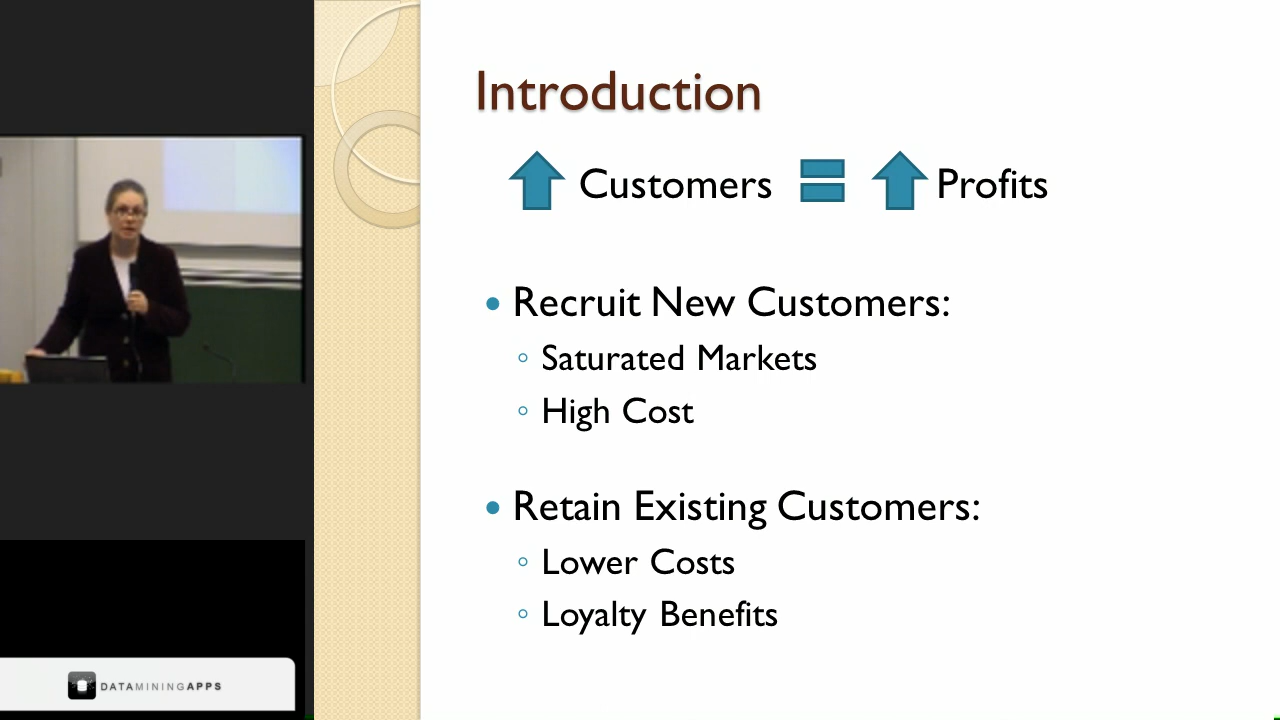 Introduction
Customers = Profits
• Recruit New Customers:
◦ Saturated Markets
◦ High Cost
• Retain Existing Customers:
◦ Lower Costs
◦ Loyalty Benefits
DATAMININGAPPS